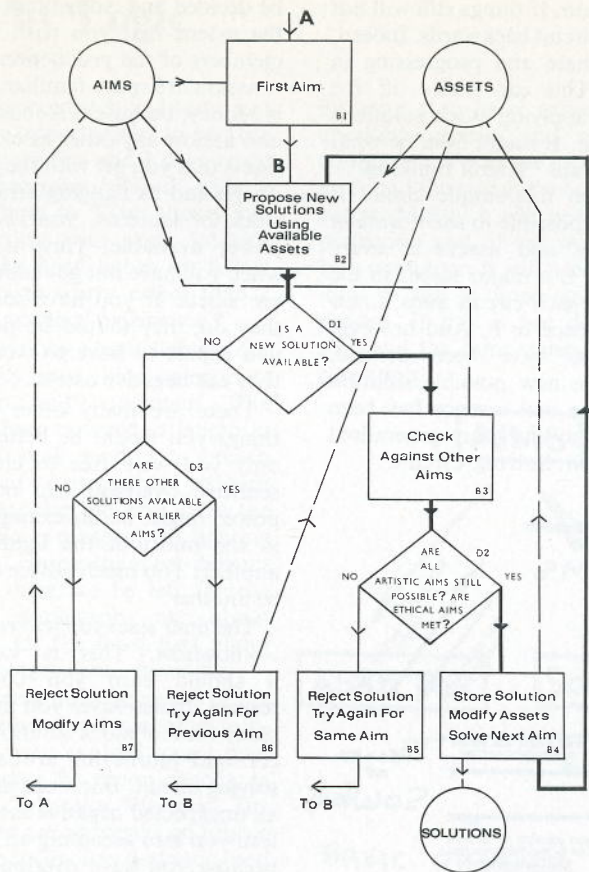 A
AIMS
First Aim
B1
ASSETS
B
Propose New
Solutions
Using
Available
Assets
B2
D1
IS A
NEW SOLUTION
AVAILABLE?
NO
YES
Check
Against Other
Aims
B3
D3
ARE
THERE OTHER
SOLUTIONS AVAILABLE
FOR EARLIER
AIMS?
NO
YES
D2
ARE
ALL
ARTISTIC AIMS STILL
POSSIBLE? ARE
ETHICAL AIMS
MET?
NO
YES
Reject Solution
Modify Aims
B7
Reject Solution
Try Again For
Previous Aim
B6
Reject Solution
Try Again For
Same Aim
B5
Store Solution
Modify Assets
Solve Next Aim
B4
To A
To B
To B
SOLUTIONS